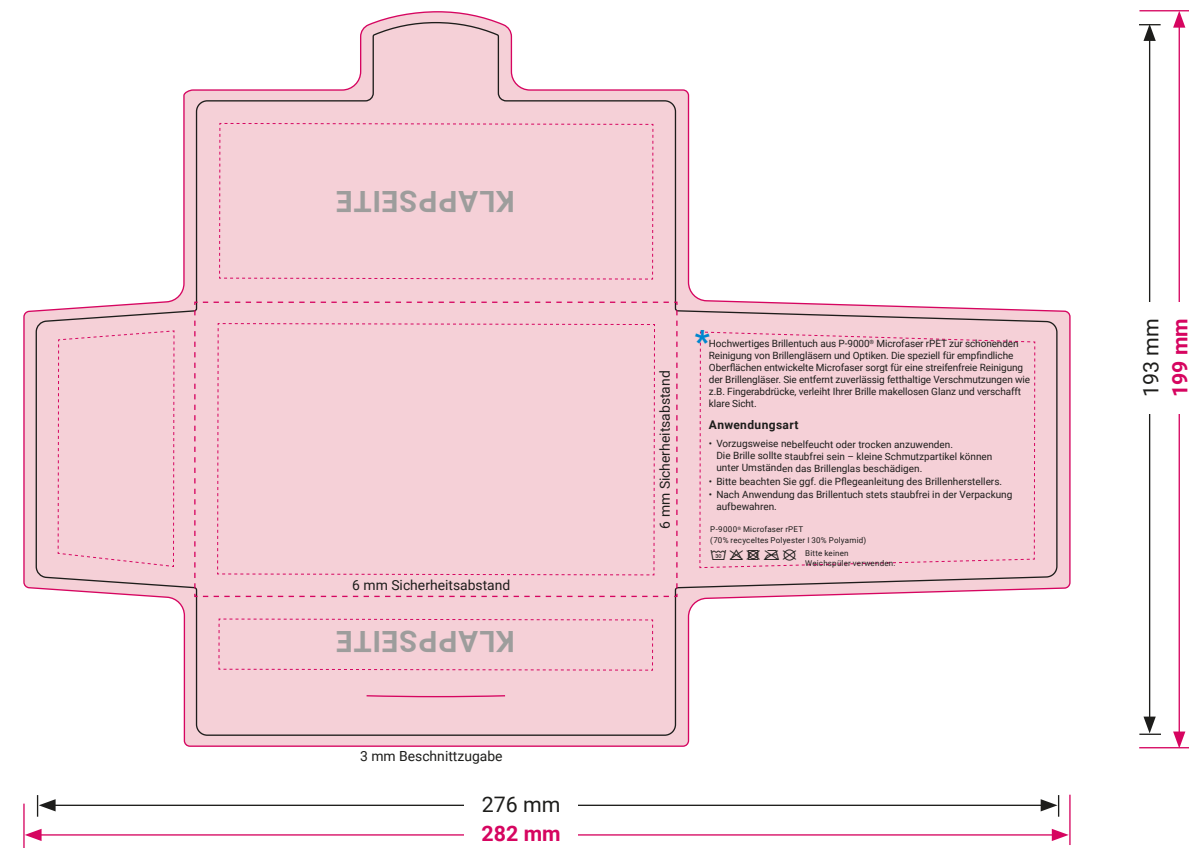 KLAPPSEITE
193 mm
199 mm
*
Hochwertiges Brillentuch aus P-9000® Microfaser rPET zur schonenden
Reinigung von Brillengläsern und Optiken. Die speziell für empfindliche
Oberflächen entwickelte Microfaser sorgt für eine streifenfreie Reinigung
der Brillengläser. Sie entfernt zuverlässig fetthaltige Verschmutzungen wie
z.B. Fingerabdrücke, verleiht Ihrer Brille makellosen Glanz und verschafft
klare Sicht.
Anwendungsart
• Vorzugsweise nebelfeucht oder trocken anzuwenden.
Die Brille sollte staubfrei sein – kleine Schmutzpartikel können
unter Umständen das Brillenglas beschädigen.
• Bitte beachten Sie ggf. die Pflegeanleitung des Brillenherstellers.
• Nach Anwendung das Brillentuch stets staubfrei in der Verpackung
aufbewahren.
P-9000® Microfaser rPET
(70% recyceltes Polyester I 30% Polyamid)
30
Bitte keinen
Weichspüler verwenden.
6 mm Sicherheitsabstand
6 mm Sicherheitsabstand
KLAPPSEITE
3 mm Beschnittzugabe
276 mm
282 mm